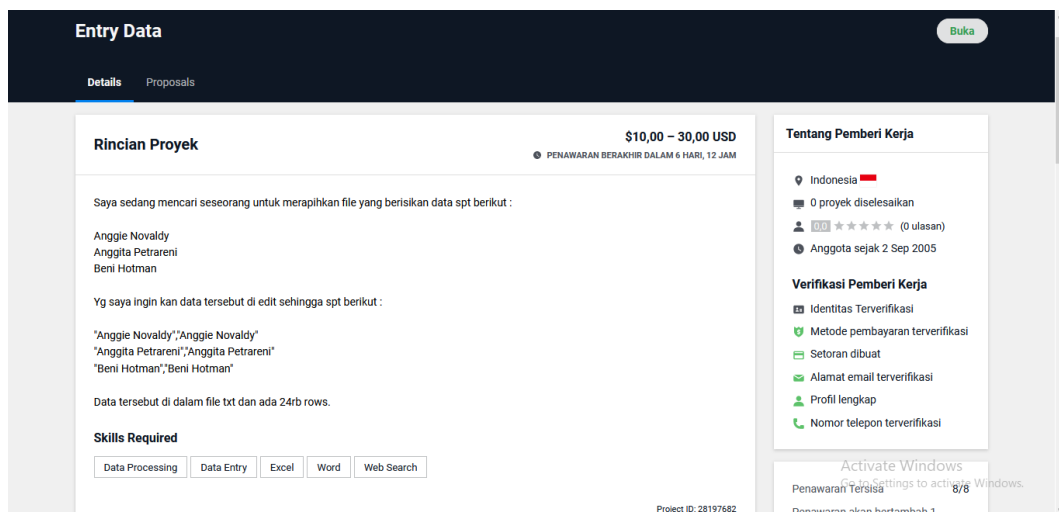 Entry Data
Buka
Details
Proposals
Rincian Proyek
$10,00 – 30,00 USD
PENAWARAN BERAKHIR DALAM 6 HARI, 12 JAM
Saya sedang mencari seseorang untuk merapihkan file yang berisikan data spt berikut :
Anggie Novaldy
Anggita Petrareni
Beni Hotman
Yg saya ingin kan data tersebut di edit sehingga spt berikut :
"Anggie Novaldy","Anggie Novaldy"
"Anggita Petrareni","Anggita Petrareni"
"Beni Hotman","Beni Hotman"
Data tersebut di dalam file txt dan ada 24rb rows.
Skills Required
Data Processing
Data Entry
Excel
Word
Web Search
Project ID: 28197682
Tentang Pemberi Kerja
Indonesia
0 proyek diselesaikan
0,0 (0 ulasan)
Anggota sejak 2 Sep 2005
Verifikasi Pemberi Kerja
Identitas Terverifikasi
Metode pembayaran terverifikasi
Setoran dibuat
Alamat email terverifikasi
Profil lengkap
Nomor telepon terverifikasi
Activate Windows
Go to Settings to activate Windows.
Penawaran Tersisa 8/8
Penawaran akan bertambah 1